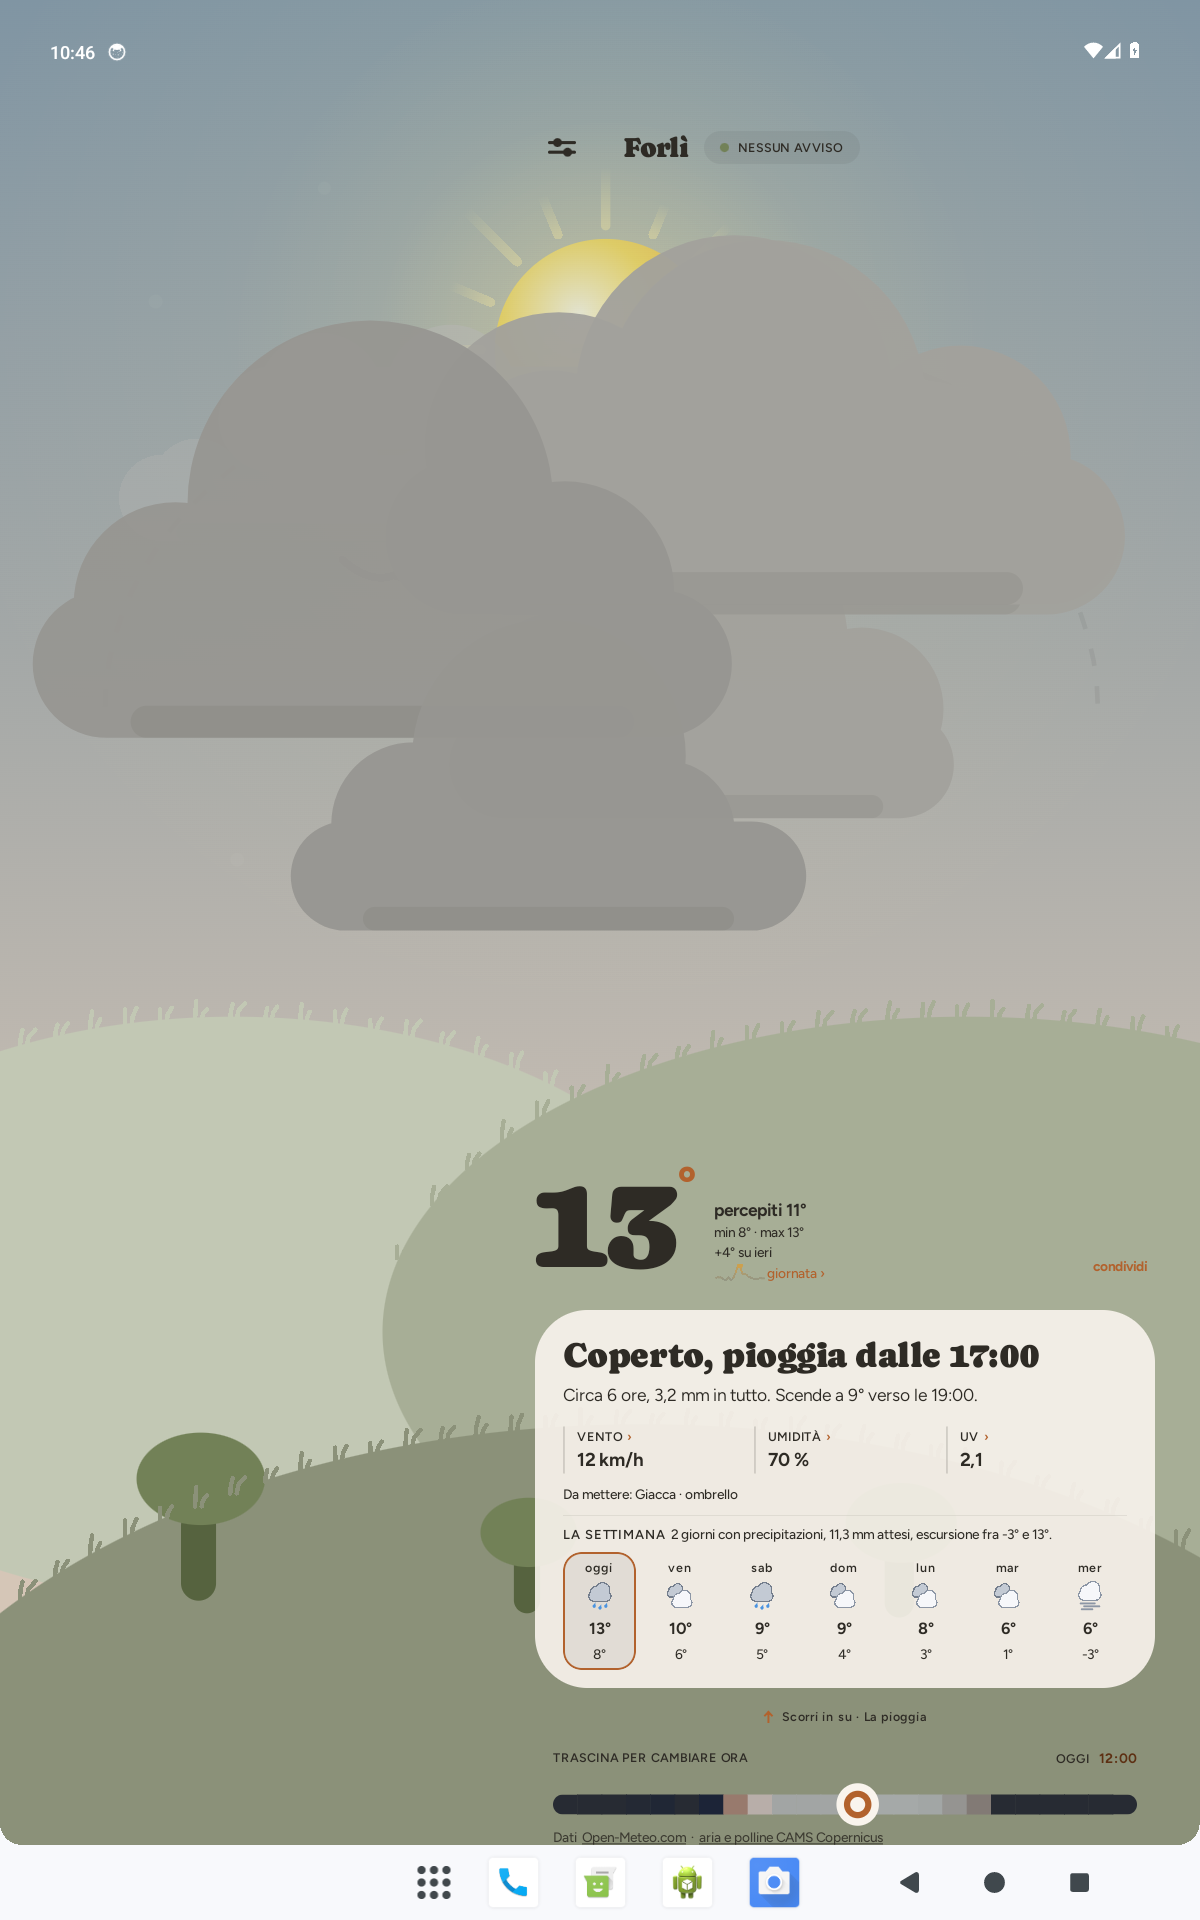 10:46
Forlì
NESSUN AVVISO
13°
percepiti 11°
min 8° · max 13°
+4° su ieri
giornata ›
condividi
Coperto, pioggia dalle 17:00
Circa 6 ore, 3,2 mm in tutto. Scende a 9° verso le 19:00.
VENTO › UMIDITÀ › UV ›
12 km/h 70 % 2,1
Da mettere: Giacca · ombrello
LA SETTIMANA 2 giorni con precipitazioni, 11,3 mm attesi, escursione fra -3° e 13°.
oggi ven sab dom lun mar mer
13° 10° 9° 9° 8° 6° 6°
8° 6° 5° 4° 3° 1° -3°
↑ Scorri in su · La pioggia
TRASCINA PER CAMBIARE ORA OGGI 12:00
Dati Open-Meteo.com · aria e polline CAMS Copernicus